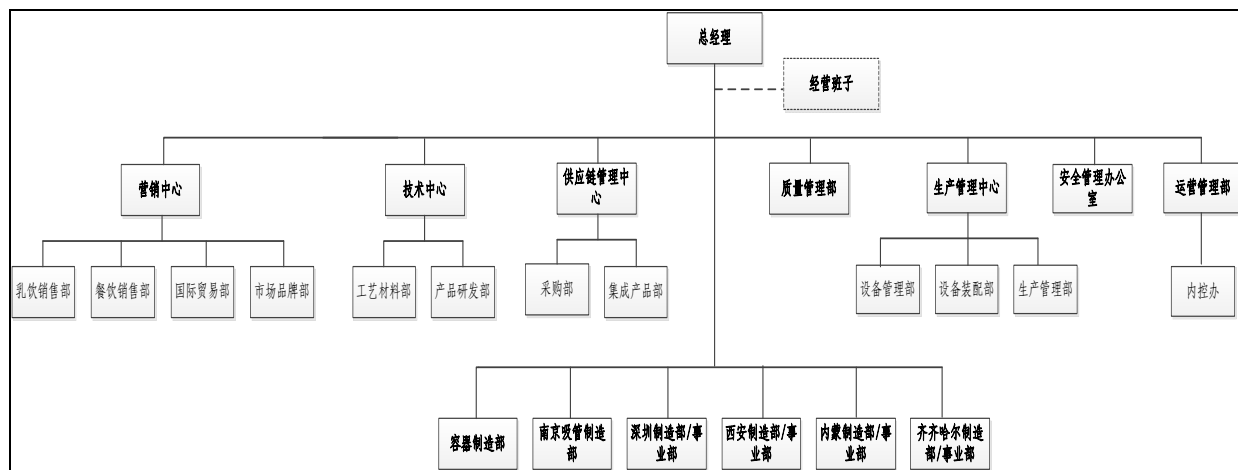 总经理
经营班子
营销中心
技术中心
供应链管理中
心
质量管理部
生产管理中心
安全管理办公
室
运营管理部
乳饮销售部
餐饮销售部
国际贸易部
市场品牌部
工艺材料部
产品研发部
采购部
集成产品部
设备管理部
设备装配部
生产管理部
内控办
容器制造部
南京吸管制造
部
深圳制造部/事
业部
西安制造部/事
业部
内蒙制造部/事
业部
齐齐哈尔制造
部/事业部